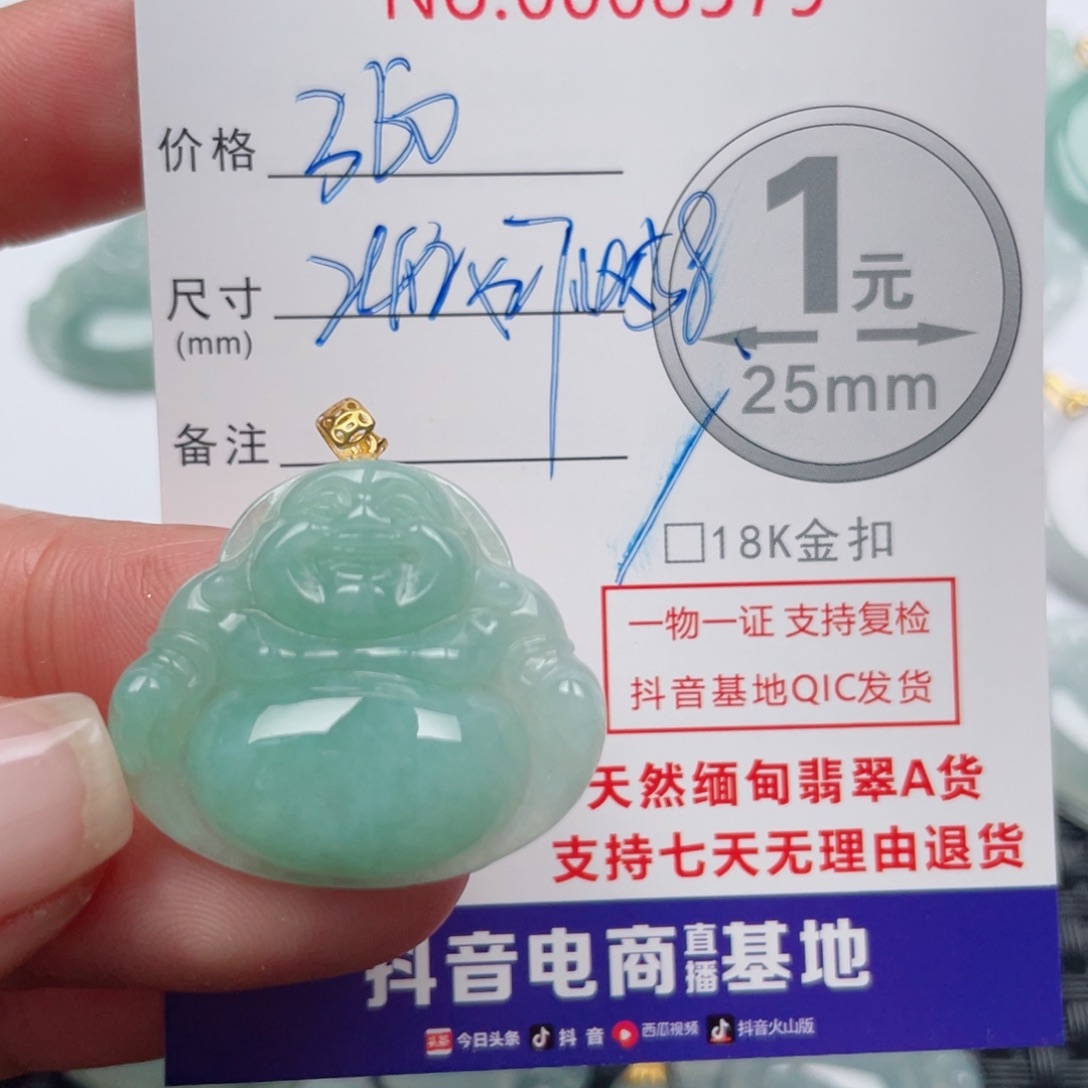 价格 350
尺寸
(mm)
备注
1元
25mm
□18K金扣
一物一证 支持复检
抖音基地QIC发货
天然缅甸翡翠A货
支持七天无理由退货
抖音电商直播基地
今日头条 抖音 西瓜视频 抖音火山版